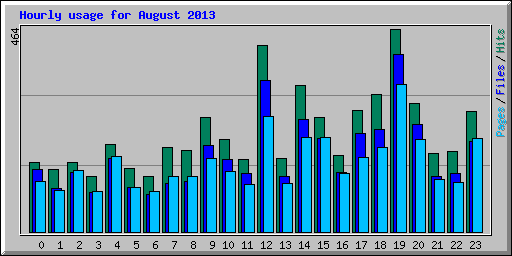 Hourly usage for August 2013
464
Pages / Files / Hits
0 1 2 3 4 5 6 7 8 9 10 11 12 13 14 15 16 17 18 19 20 21 22 23